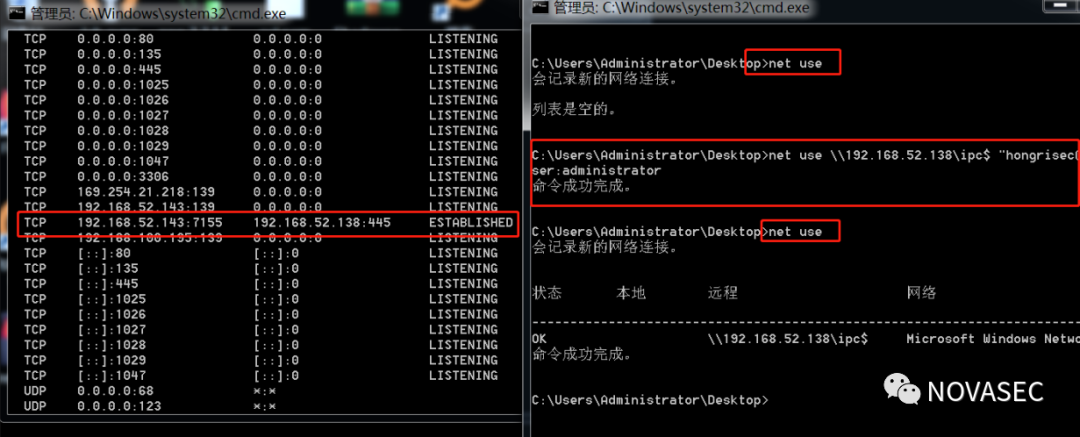 管理员: C:\Windows\system32\cmd.exe
TCP 0.0.0.0:80 0.0.0.0:0 LISTENING
TCP 0.0.0.0:135 0.0.0.0:0 LISTENING
TCP 0.0.0.0:445 0.0.0.0:0 LISTENING
TCP 0.0.0.0:1025 0.0.0.0:0 LISTENING
TCP 0.0.0.0:1026 0.0.0.0:0 LISTENING
TCP 0.0.0.0:1027 0.0.0.0:0 LISTENING
TCP 0.0.0.0:1028 0.0.0.0:0 LISTENING
TCP 0.0.0.0:1029 0.0.0.0:0 LISTENING
TCP 0.0.0.0:1047 0.0.0.0:0 LISTENING
TCP 0.0.0.0:3306 0.0.0.0:0 LISTENING
TCP 169.254.21.218:139 0.0.0.0:0 LISTENING
TCP 192.168.52.143:139 0.0.0.0:0 LISTENING
TCP 192.168.52.143:7155 192.168.52.138:445 ESTABLISHED
TCP 192.168.100.195:139 0.0.0.0:0 LISTENING
TCP [::]:80 [::]:0 LISTENING
TCP [::]:135 [::]:0 LISTENING
TCP [::]:445 [::]:0 LISTENING
TCP [::]:1025 [::]:0 LISTENING
TCP [::]:1026 [::]:0 LISTENING
TCP [::]:1027 [::]:0 LISTENING
TCP [::]:1028 [::]:0 LISTENING
TCP [::]:1029 [::]:0 LISTENING
TCP [::]:1047 [::]:0 LISTENING
UDP 0.0.0.0:68 *:*
UDP 0.0.0.0:123 *:*
管理员: C:\Windows\system32\cmd.exe
C:\Users\Administrator\Desktop>net use
会记录新的网络连接。
列表是空的。
C:\Users\Administrator\Desktop>net use \\192.168.52.138\ipc$ "hongrisec@
ser:administrator
命令成功完成。
C:\Users\Administrator\Desktop>net use
会记录新的网络连接。
状态 本地 远程 网络
-------------------------------------------------------------------------------
OK \\192.168.52.138\ipc$ Microsoft Windows Netwo
命令成功完成。
C:\Users\Administrator\Desktop>
NOVASEC